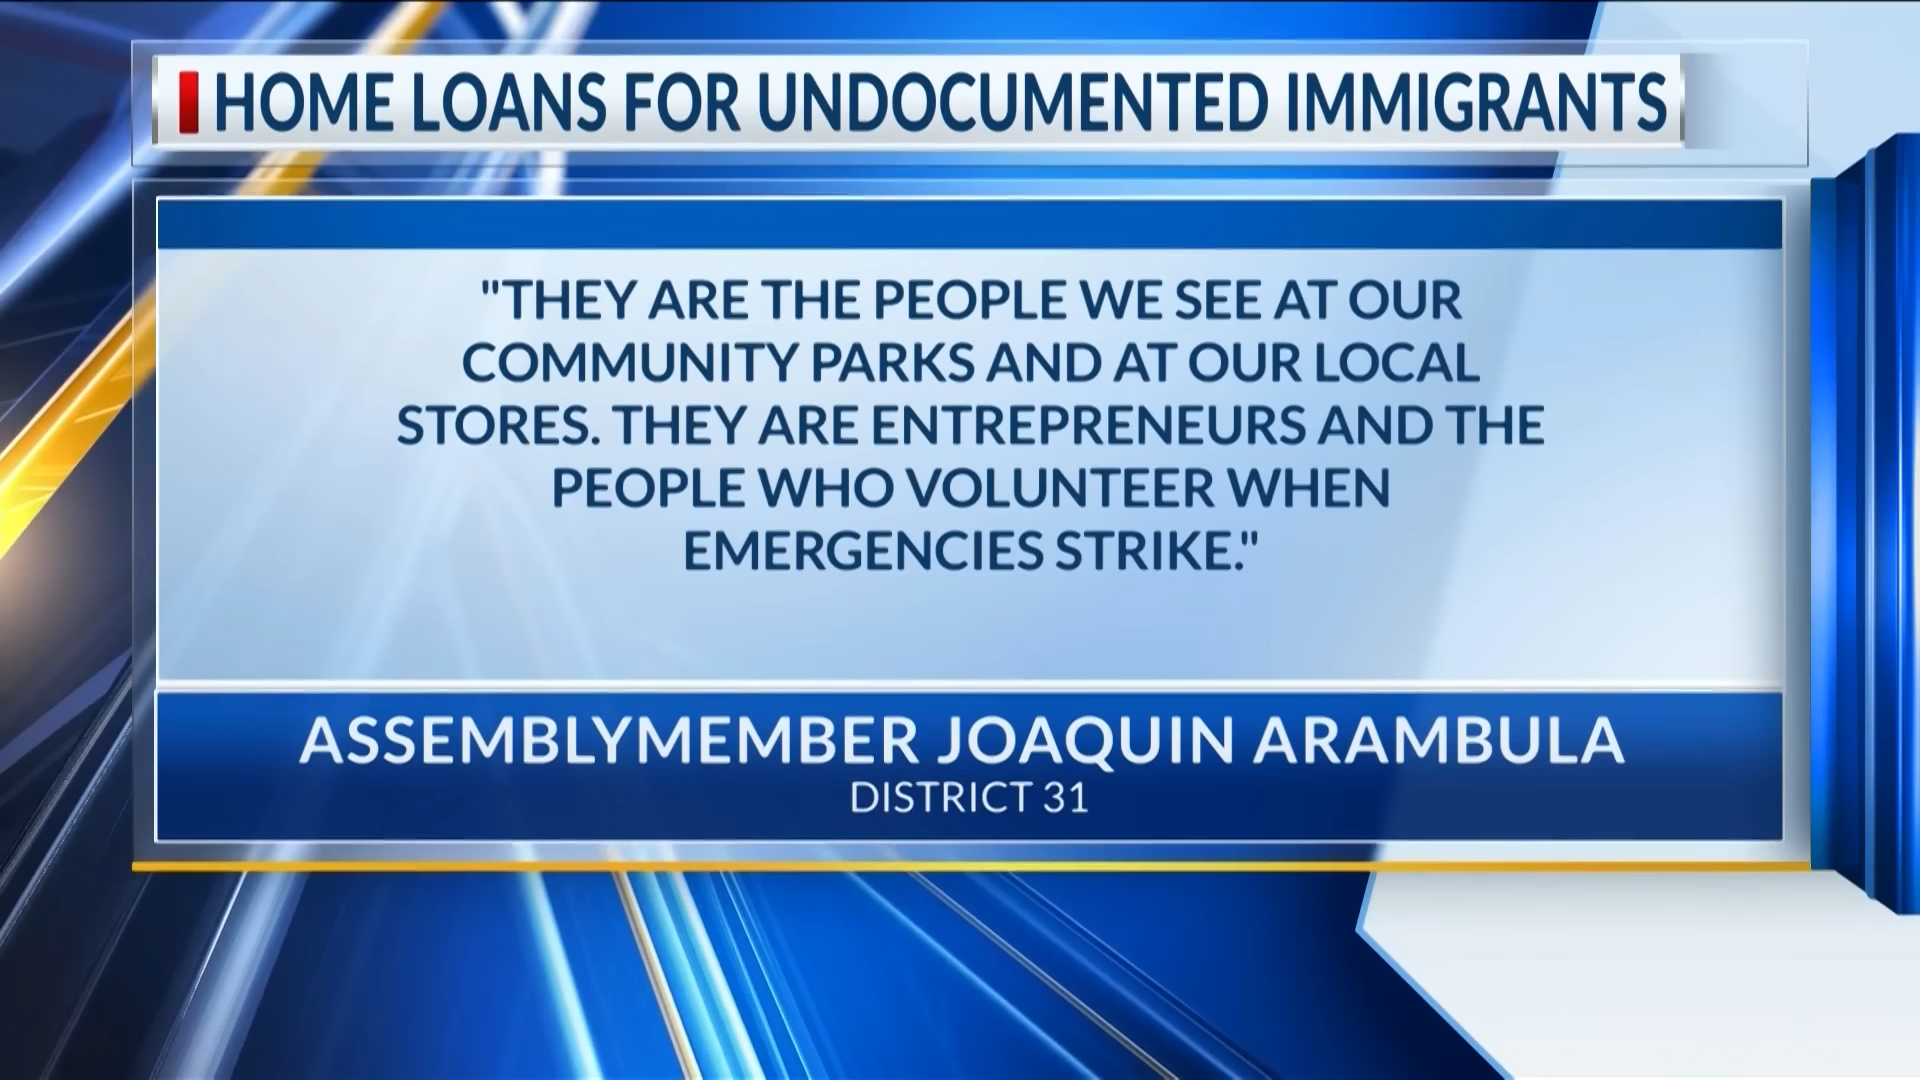 HOME LOANS FOR UNDOCUMENTED IMMIGRANTS
"THEY ARE THE PEOPLE WE SEE AT OUR
COMMUNITY PARKS AND AT OUR LOCAL
STORES. THEY ARE ENTREPRENEURS AND THE
PEOPLE WHO VOLUNTEER WHEN
EMERGENCIES STRIKE."
ASSEMBLYMEMBER JOAQUIN ARAMBULA
DISTRICT 31